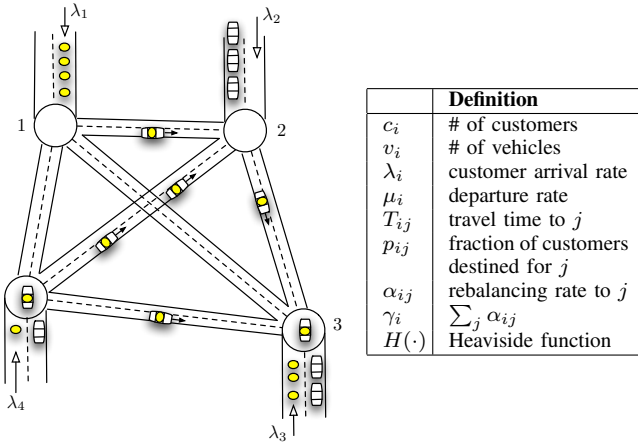 λ₁
λ₂
1
2
3
λ₄
λ₃
Definition
cᵢ # of customers
vᵢ # of vehicles
λᵢ customer arrival rate
μᵢ departure rate
Tᵢⱼ travel time to j
pᵢⱼ fraction of customers
destined for j
αᵢⱼ rebalancing rate to j
γᵢ ∑ⱼ αᵢⱼ
H(·) Heaviside function